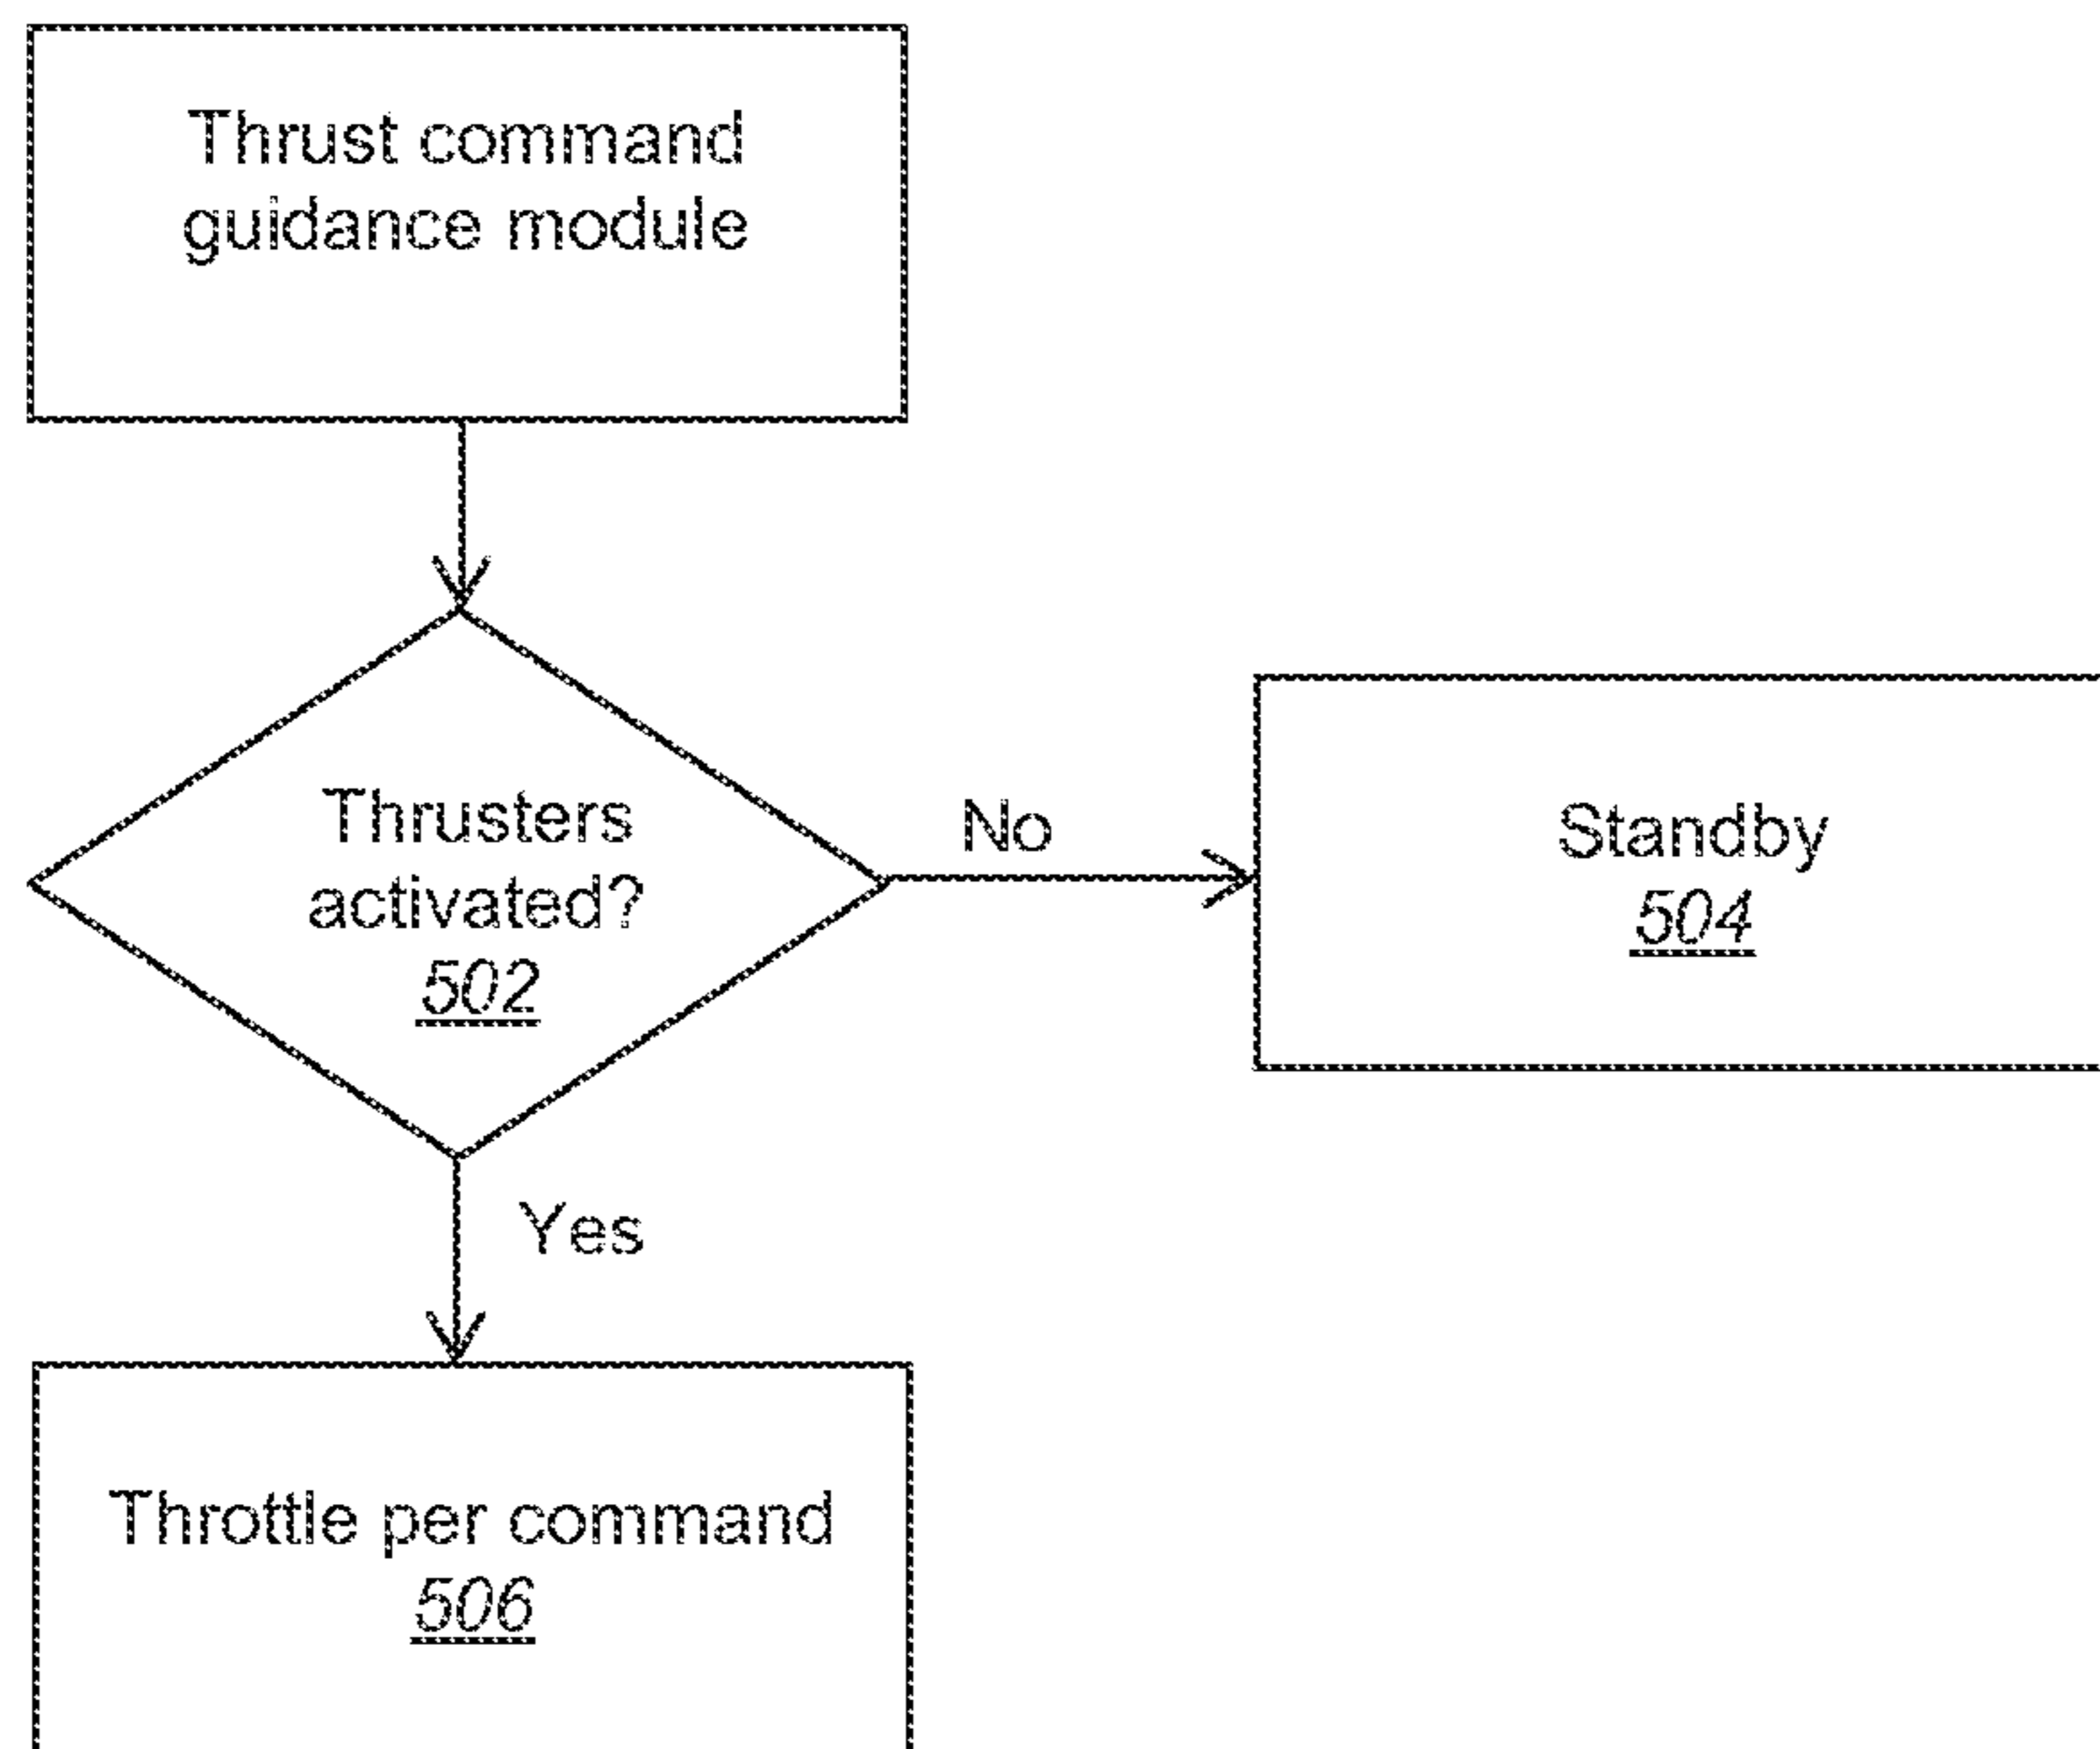 Thrust command
guidance module
Thrusters
activated?
502
No
Standby
504
Yes
Throttle per command
506